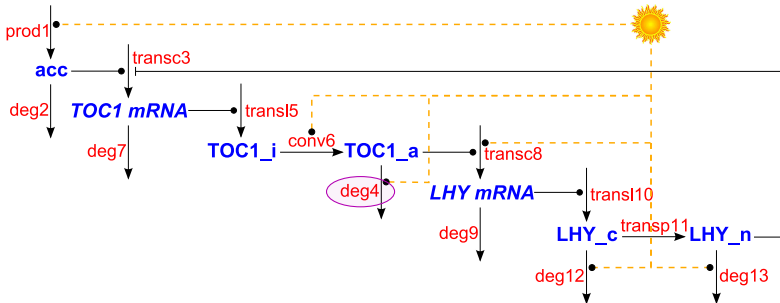 prod1
transc3
acc
deg2
TOC1 mRNA
transl5
deg7
conv6
TOC1_i
TOC1_a
transc8
deg4
LHY mRNA
transl10
deg9
transp11
LHY_c
LHY_n
deg12
deg13